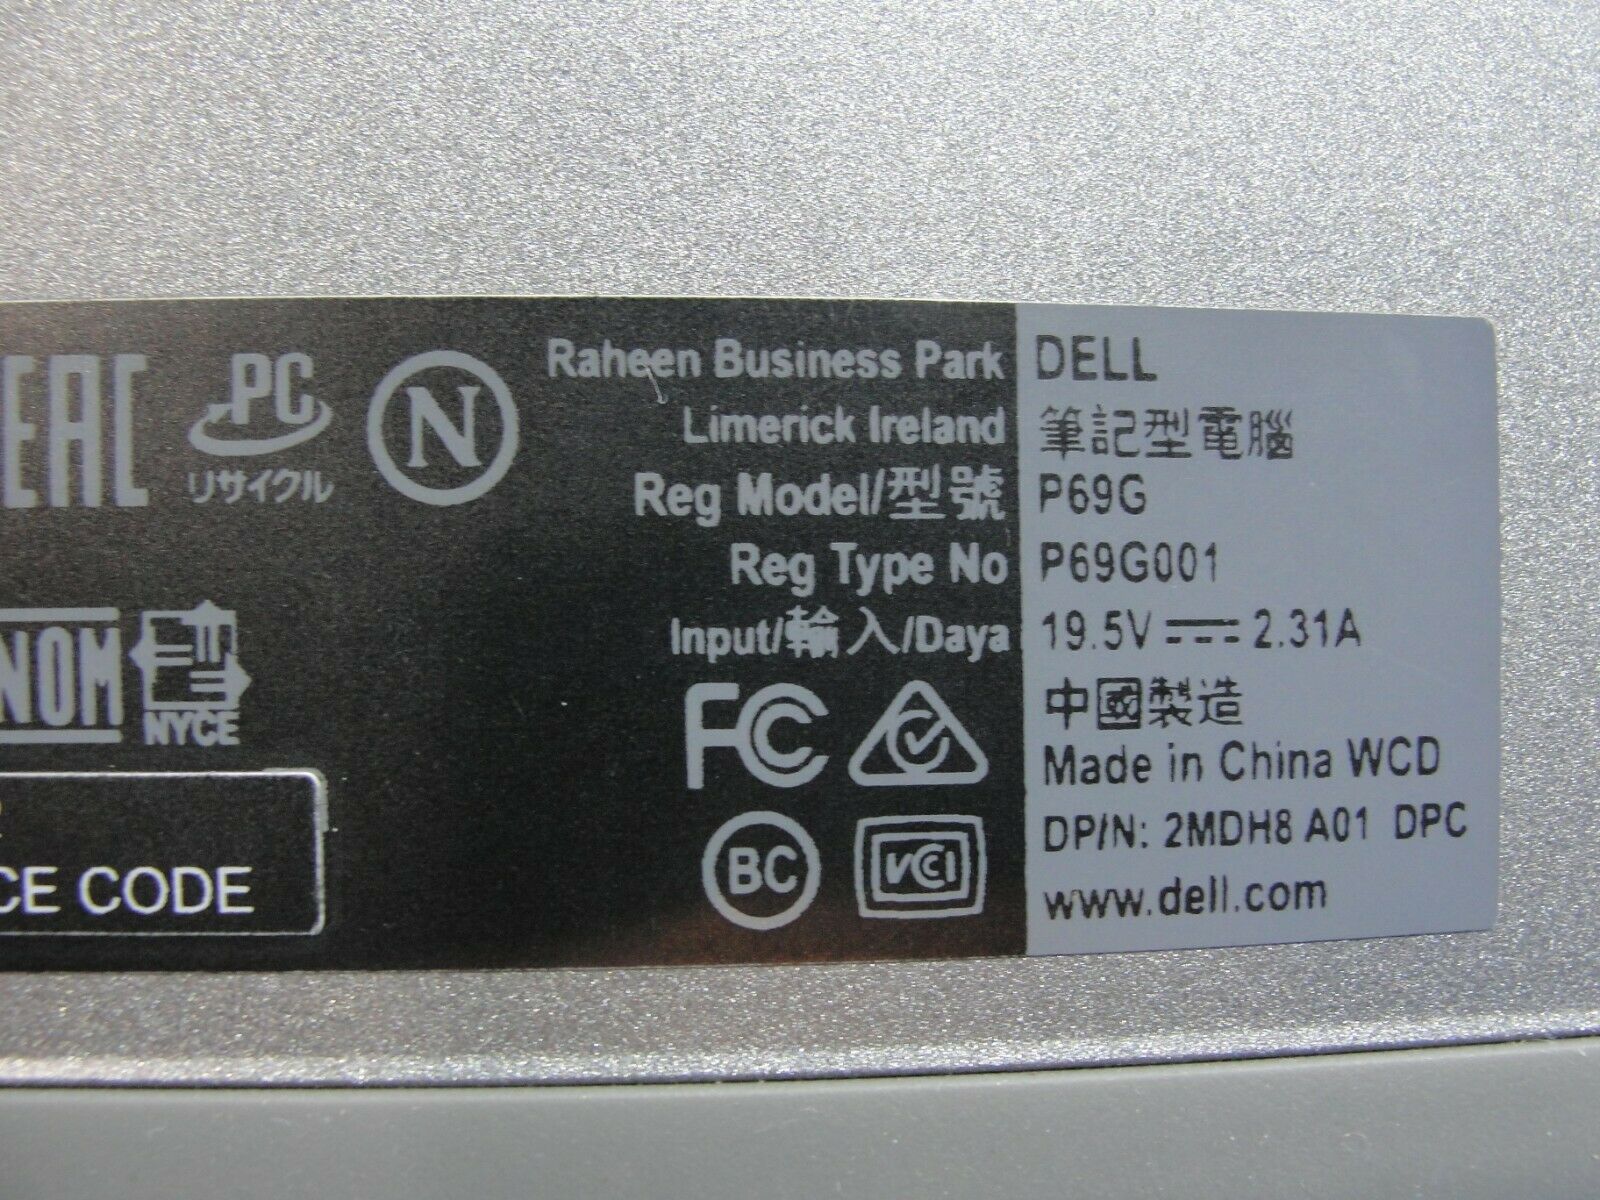 EAC
PC
リサイクル
N
NOM
NYCE
CE CODE
Raheen Business Park
Limerick Ireland
Reg Model/型號
Reg Type No
Input/輸入/Daya
FC
BC
VCCI
DELL
筆記型電腦
P69G
P69G001
19.5V ⎓ 2.31A
中國製造
Made in China WCD
DP/N: 2MDH8 A01 DPC
www.dell.com